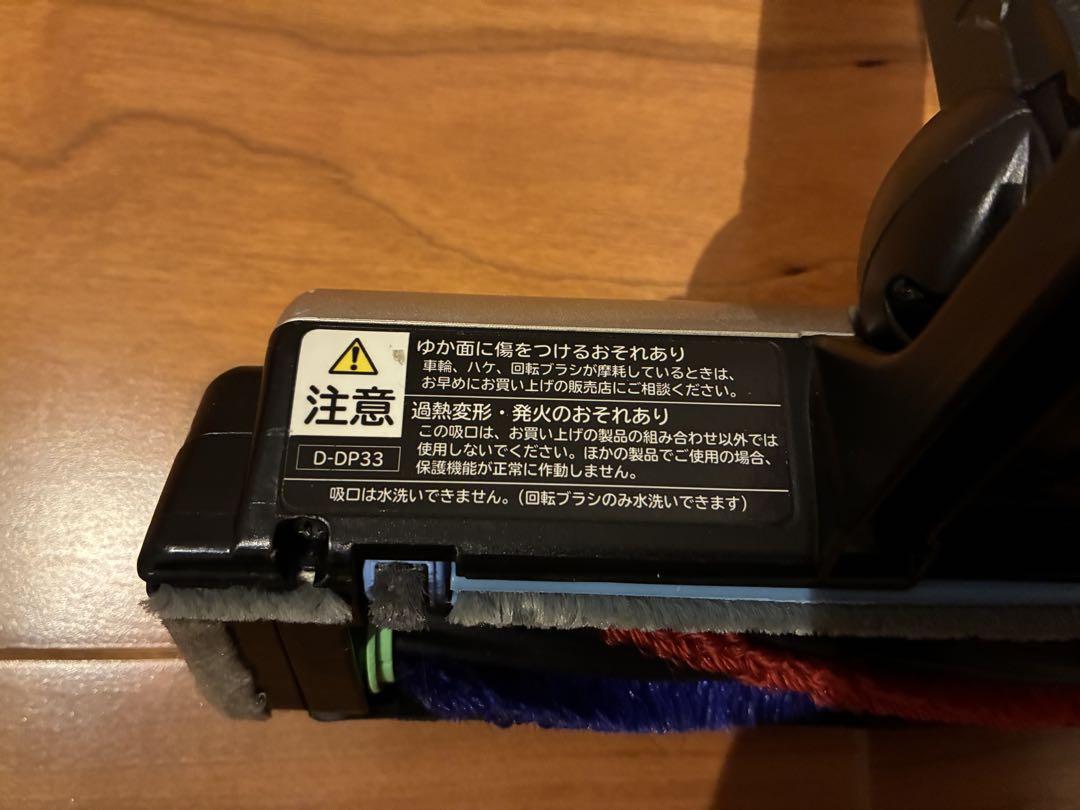 注意
D-DP33
ゆか面に傷をつけるおそれあり
車輪、ハケ、回転ブラシが摩耗しているときは、
お早めにお買い上げの販売店にご相談ください。
過熱変形・発火のおそれあり
この吸口は、お買い上げの製品の組み合わせ以外では
使用しないでください。ほかの製品でご使用の場合、
保護機能が正常に作動しません。
吸口は水洗いできません。(回転ブラシのみ水洗いできます)